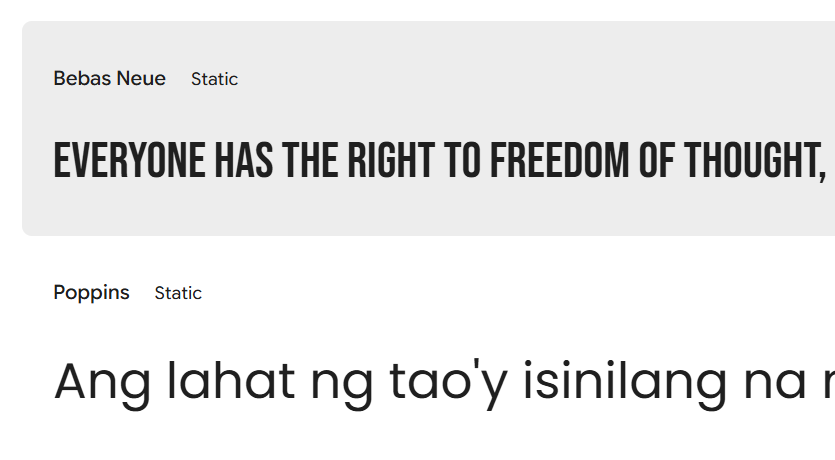 Bebas Neue Static
EVERYONE HAS THE RIGHT TO FREEDOM OF THOUGHT,
Poppins Static
Ang lahat ng tao'y isinilang na